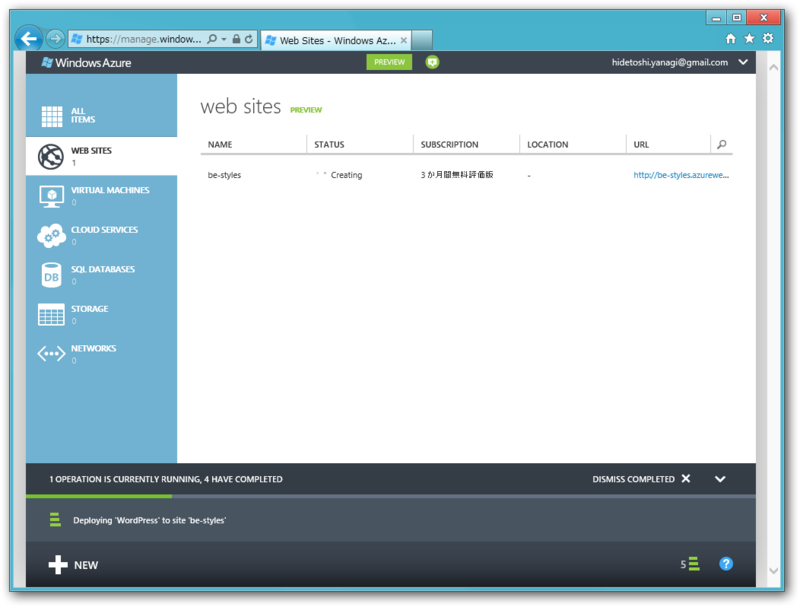 https://manage.window...
Web Sites - Windows Az...
Windows Azure
PREVIEW
hidetoshi.yanagi@gmail.com
ALL
ITEMS
WEB SITES
1
VIRTUAL MACHINES
0
CLOUD SERVICES
0
DB
SQL DATABASES
0
STORAGE
0
NETWORKS
0
web sites PREVIEW
NAME STATUS SUBSCRIPTION LOCATION URL
be-styles Creating 3 か月間無料評価版 - http://be-styles.azurewe...
1 OPERATION IS CURRENTLY RUNNING, 4 HAVE COMPLETED
DISMISS COMPLETED
Deploying 'WordPress' to site 'be-styles'
NEW
5
?